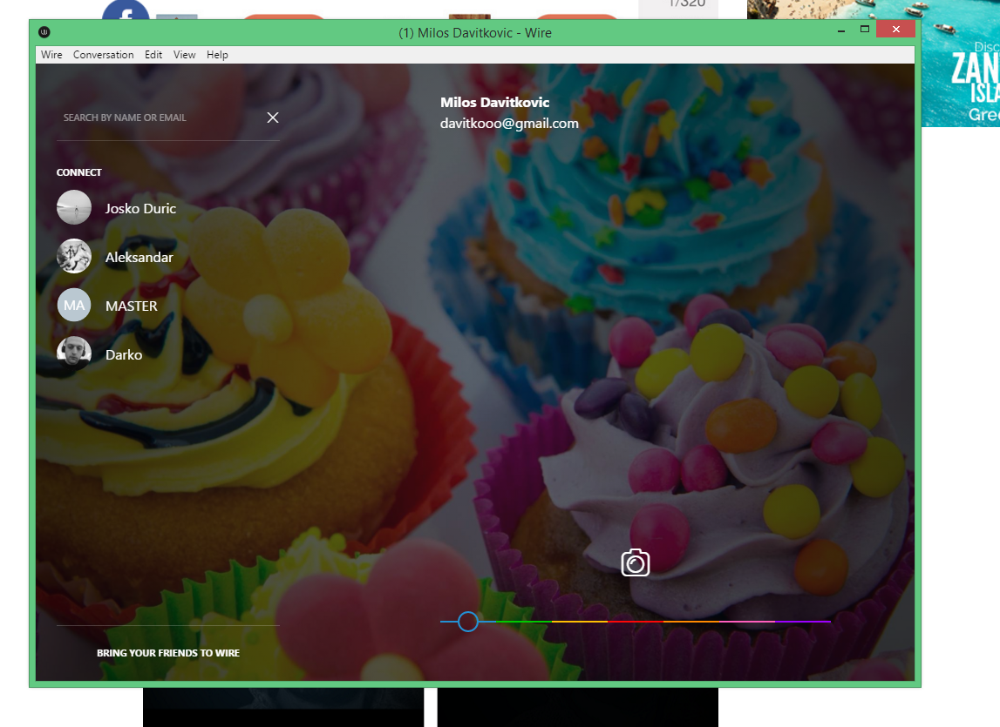 1/320
(1) Milos Davitkovic - Wire
Wire Conversation Edit View Help
SEARCH BY NAME OR EMAIL
Milos Davitkovic
davitkooo@gmail.com
CONNECT
Josko Duric
Aleksandar
MA MASTER
Darko
BRING YOUR FRIENDS TO WIRE
Disc
ZAN
ISLA
Gree